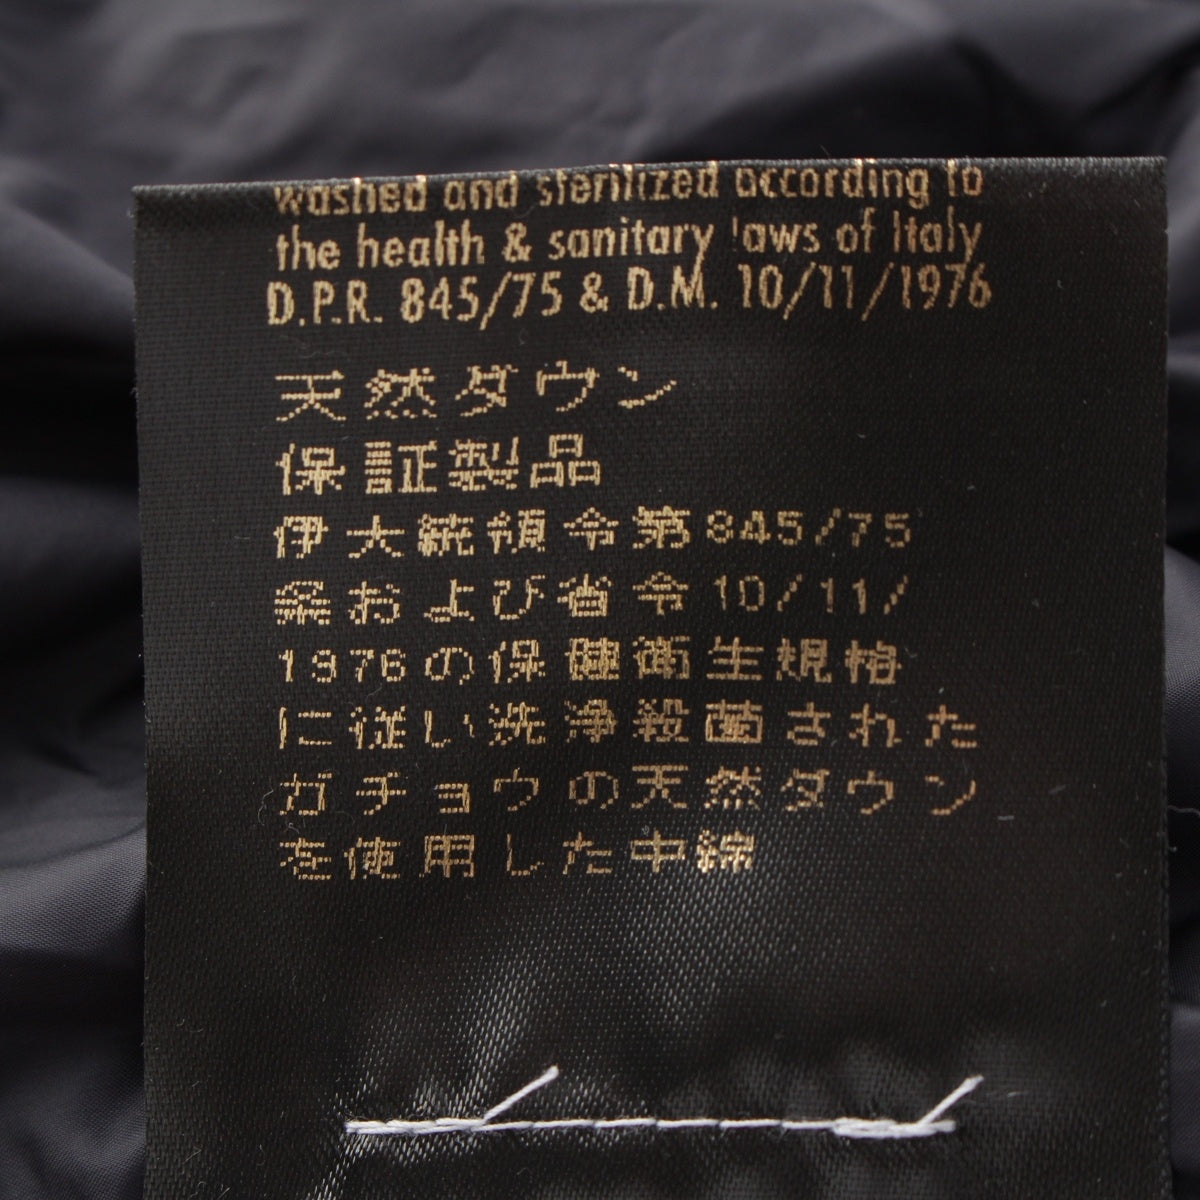 washed and sterilized according to
the health & sanitary laws of Italy
D.P.R. 845/75 & D.M. 10/11/1976
天然ダウン
保証製品
伊大統領令第845/75
条および省令10/11/
1976の保健衛生規格
に従い洗浄殺菌された
ガチョウの天然ダウン
を使用した中綿